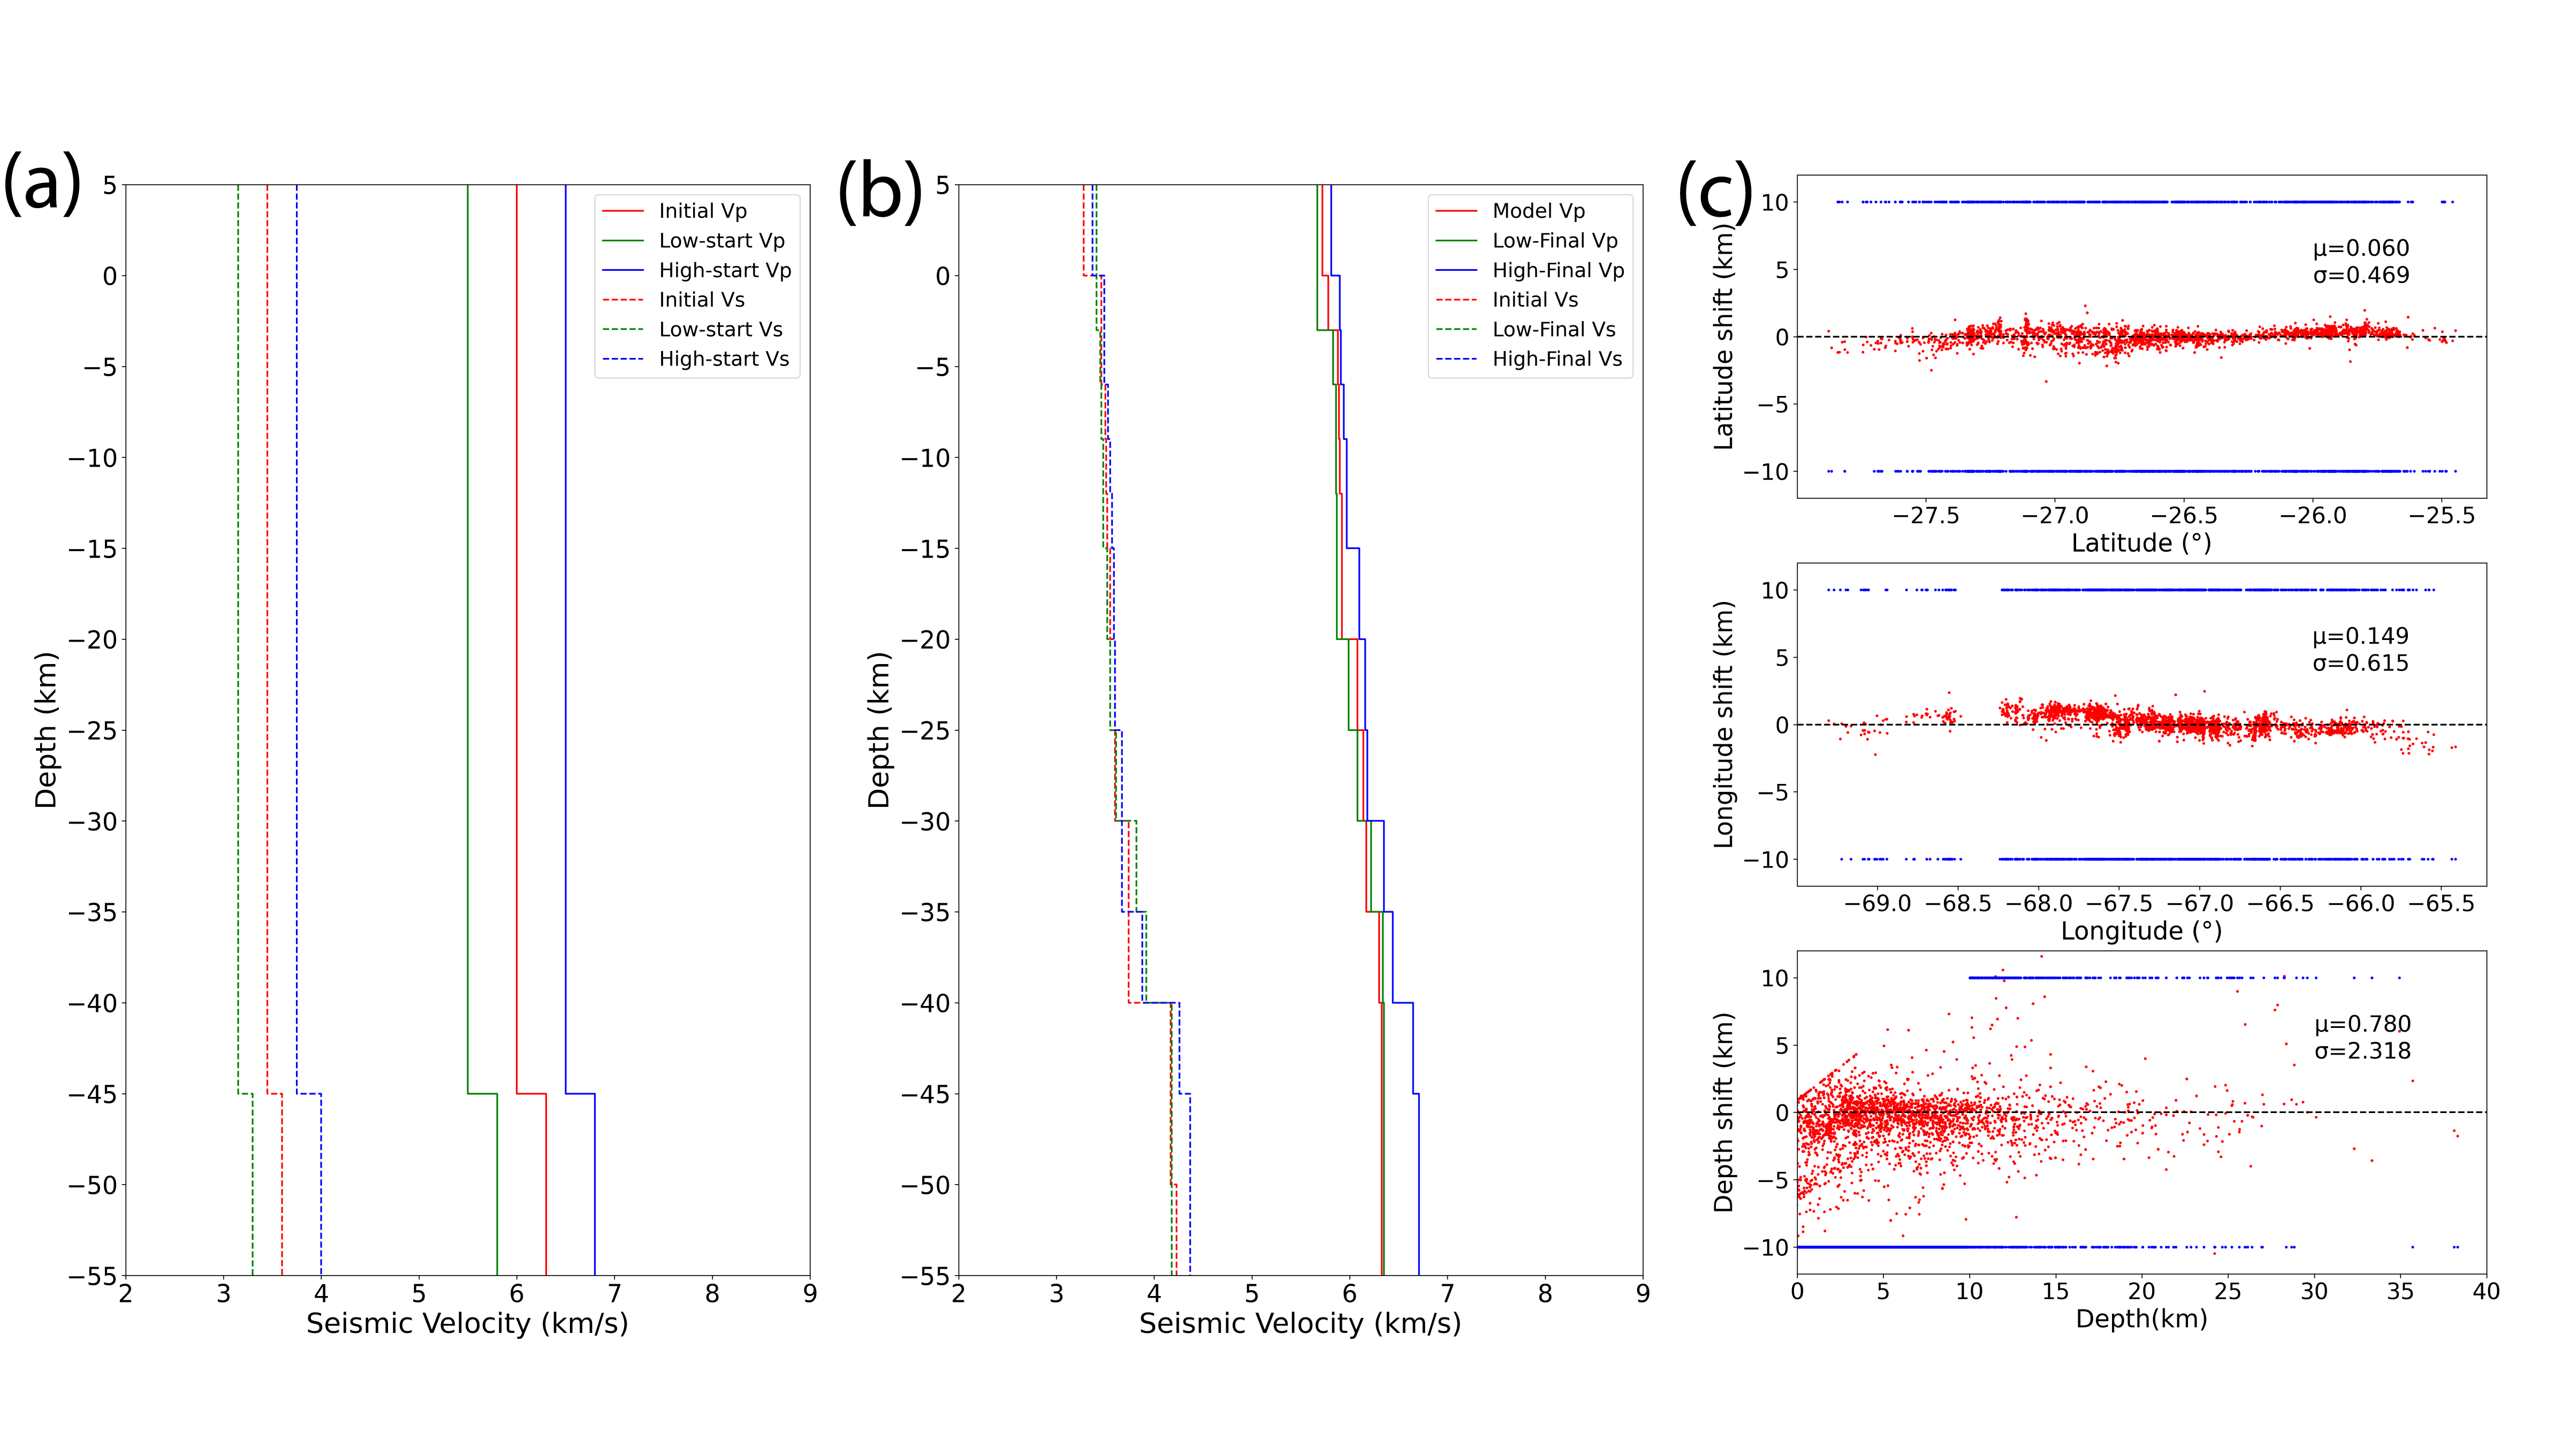 (a)
5
0
−5
−10
−15
−20
−25
−30
−35
−40
−45
−50
−55
Depth (km)
2 3 4 5 6 7 8 9
Seismic Velocity (km/s)
Initial Vp
Low-start Vp
High-start Vp
Initial Vs
Low-start Vs
High-start Vs
(b)
5
0
−5
−10
−15
−20
−25
−30
−35
−40
−45
−50
−55
Depth (km)
2 3 4 5 6 7 8 9
Seismic Velocity (km/s)
Model Vp
Low-Final Vp
High-Final Vp
Initial Vs
Low-Final Vs
High-Final Vs
(c)
10
5
0
−5
−10
Latitude shift (km)
μ=0.060
σ=0.469
−27.5 −27.0 −26.5 −26.0 −25.5
Latitude (°)
10
5
0
−5
−10
Longitude shift (km)
μ=0.149
σ=0.615
−69.0 −68.5 −68.0 −67.5 −67.0 −66.5 −66.0 −65.5
Longitude (°)
10
5
0
−5
−10
Depth shift (km)
μ=0.780
σ=2.318
0 5 10 15 20 25 30 35 40
Depth(km)